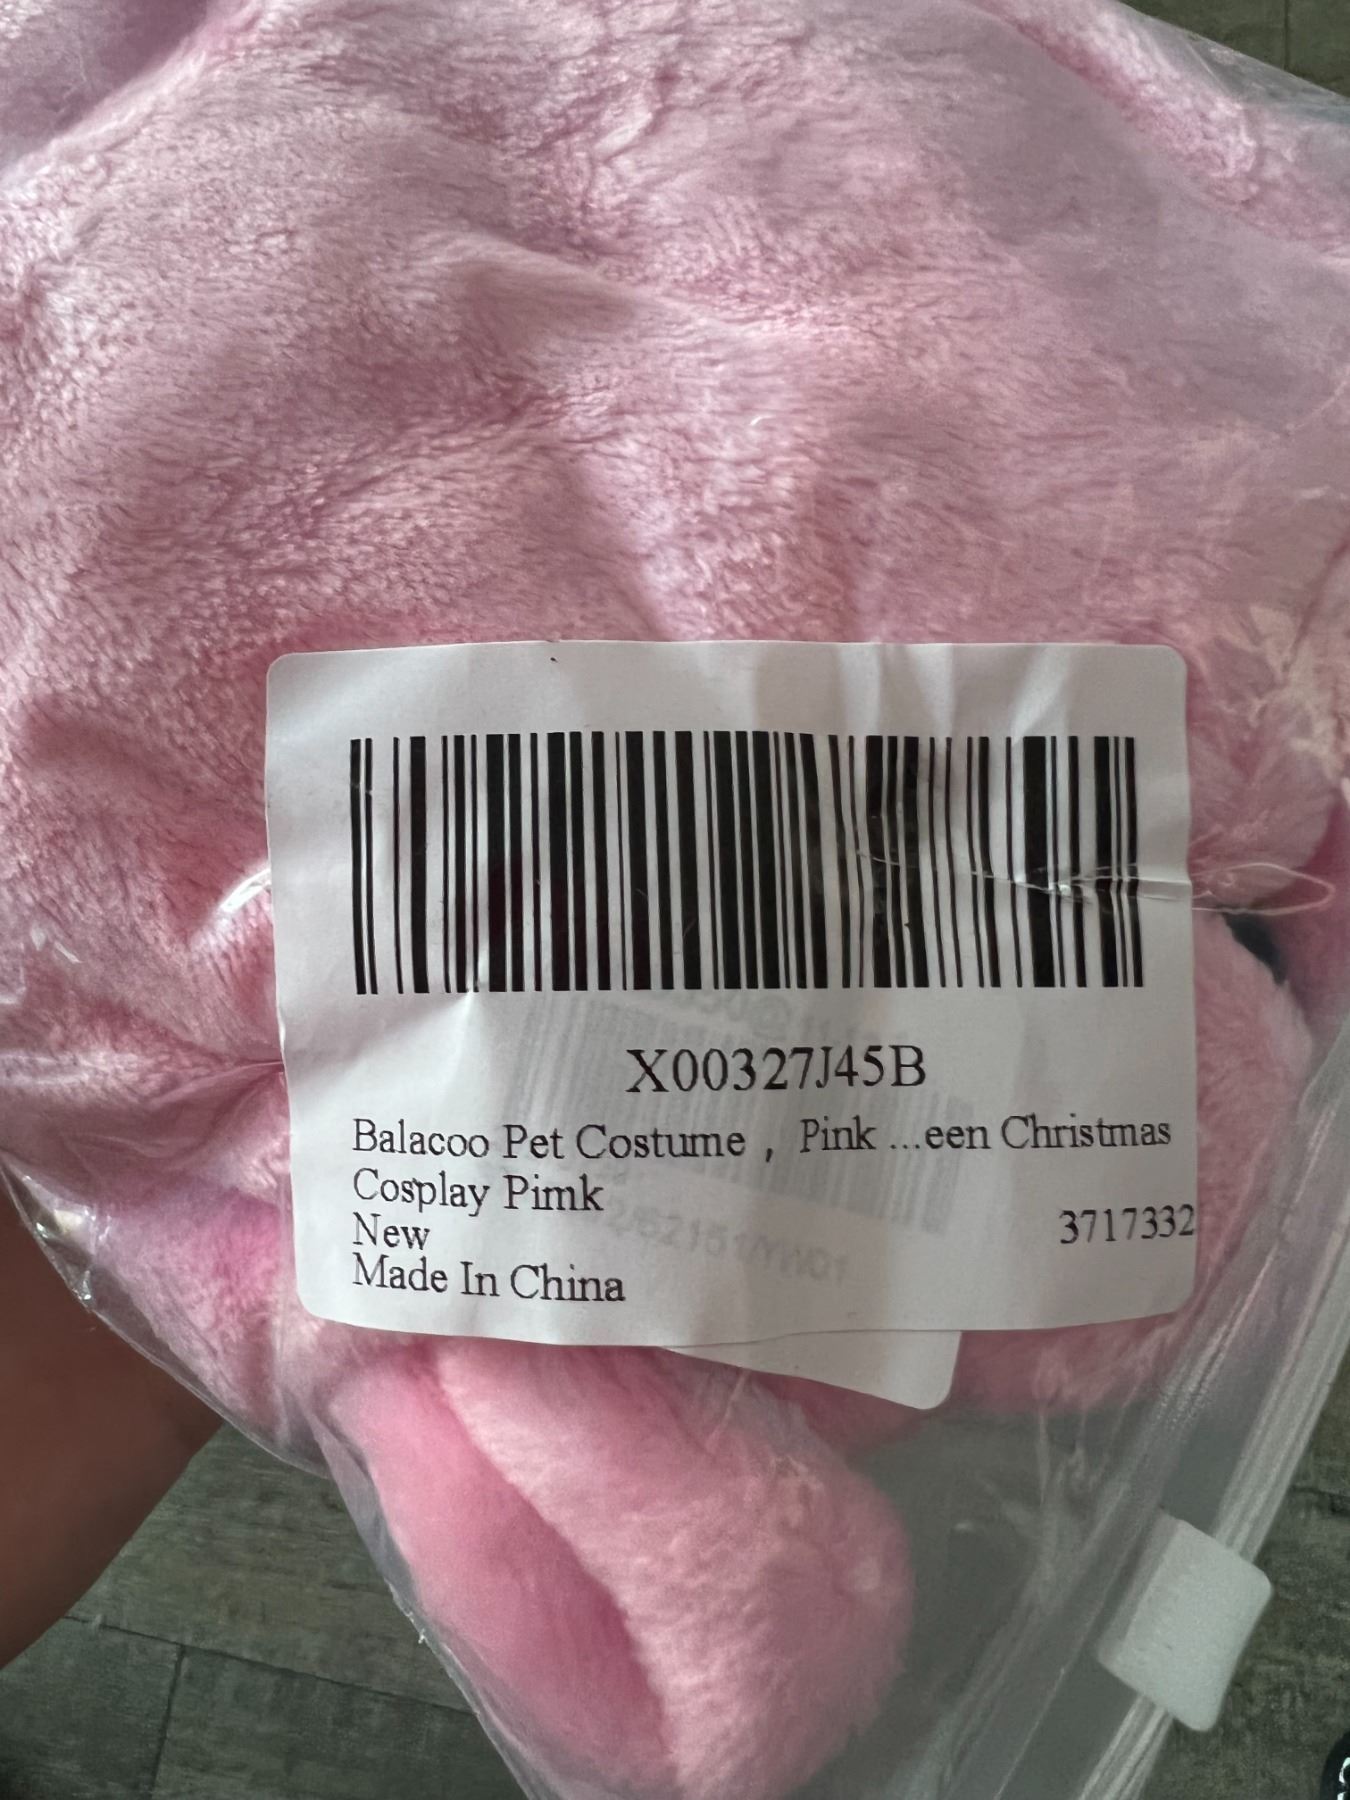 X00327J45B
Balacoo Pet Costume , Pink ...een Christmas
Cosplay Pimk
New
3717332
Made In China